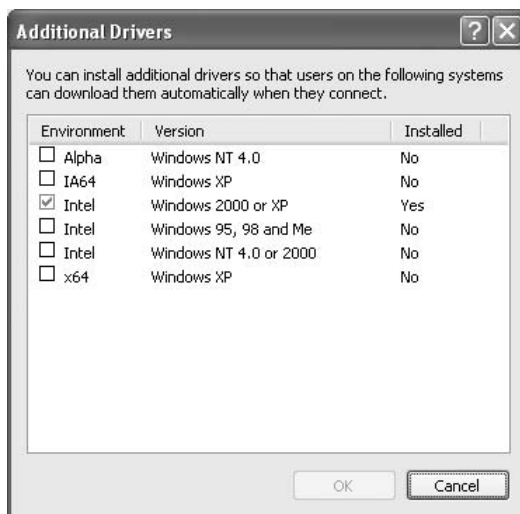 Additional Drivers
You can install additional drivers so that users on the following systems
can download them automatically when they connect.
Environment Version Installed
Alpha Windows NT 4.0 No
IA64 Windows XP No
Intel Windows 2000 or XP Yes
Intel Windows 95, 98 and Me No
Intel Windows NT 4.0 or 2000 No
x64 Windows XP No
OK Cancel